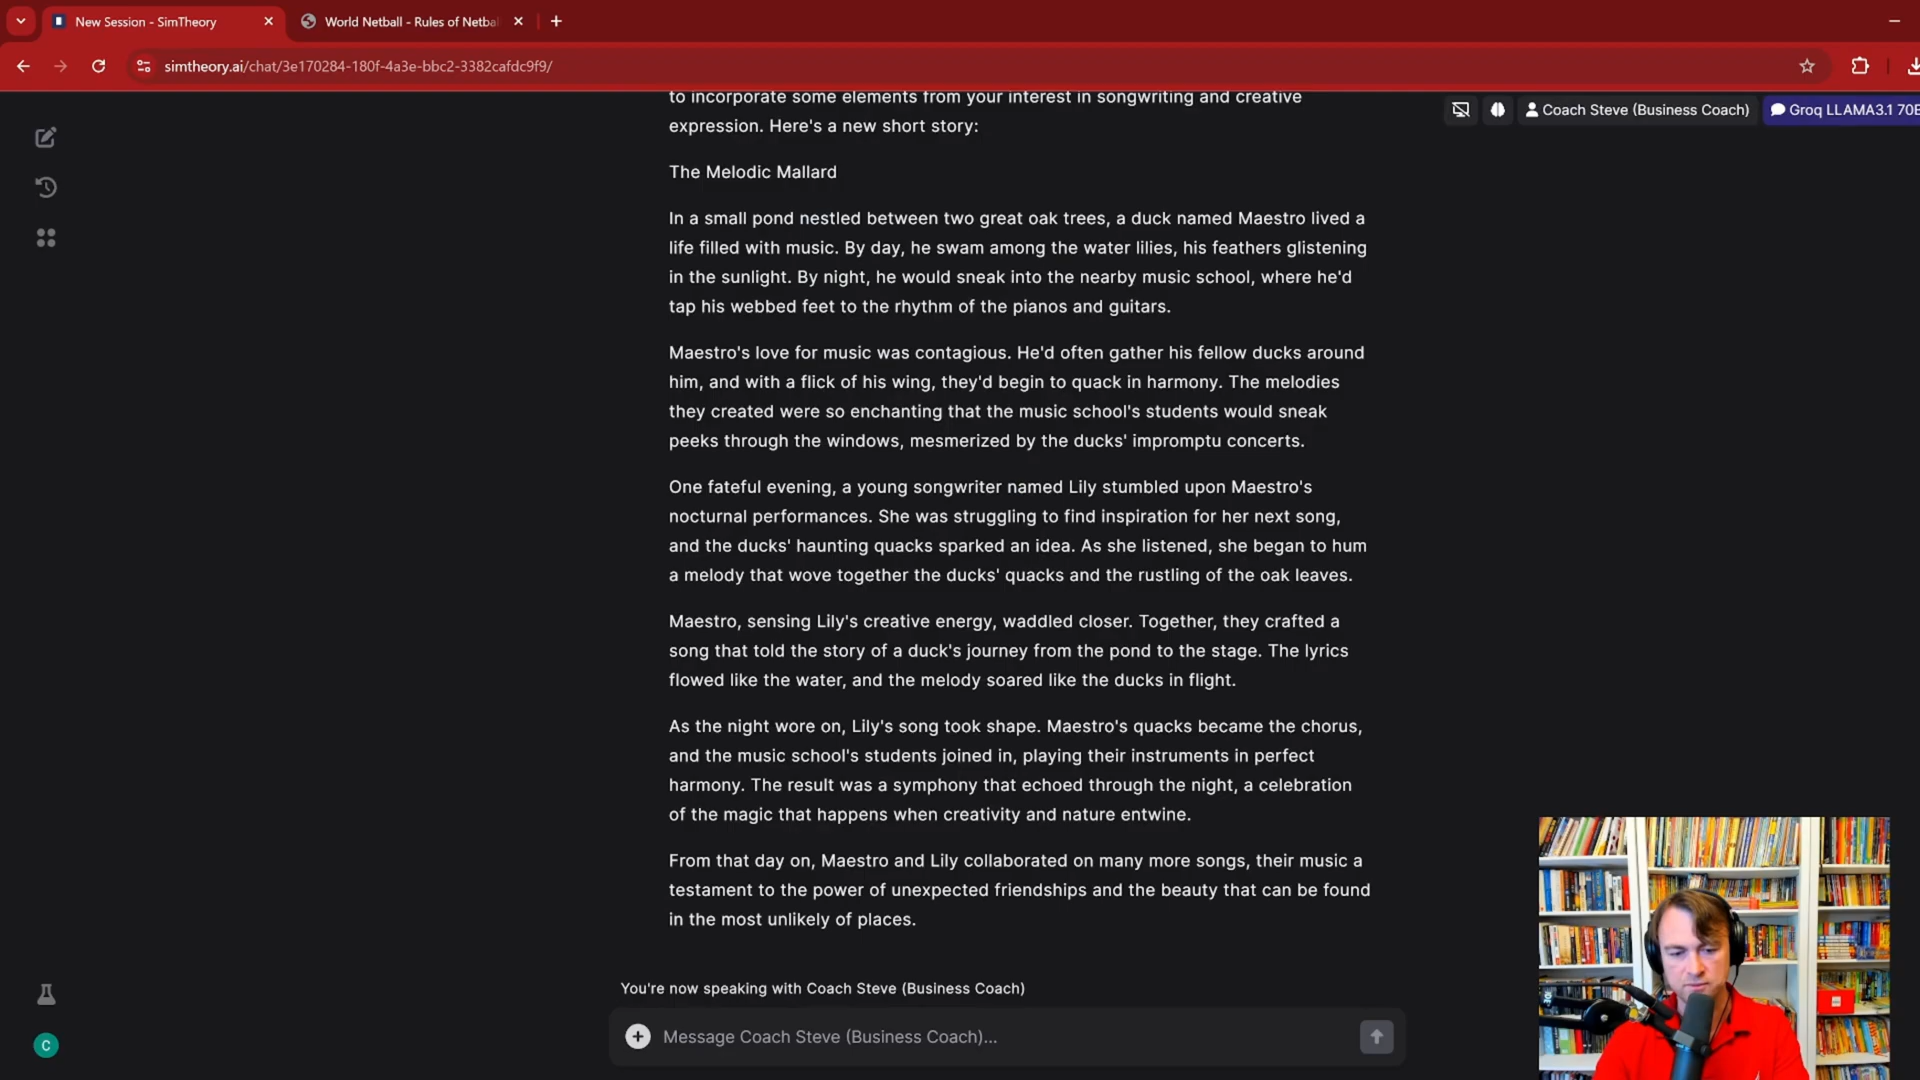 New Session - SimTheory
World Netball - Rules of Netba
simtheory.ai/chat/3e170284-180f-4a3e-bbc2-3382cafdc9f9/
Coach Steve (Business Coach)
Groq LLAMA3.1 70B
to incorporate some elements from your interest in songwriting and creative
expression. Here's a new short story:
The Melodic Mallard
In a small pond nestled between two great oak trees, a duck named Maestro lived a
life filled with music. By day, he swam among the water lilies, his feathers glistening
in the sunlight. By night, he would sneak into the nearby music school, where he'd
tap his webbed feet to the rhythm of the pianos and guitars.
Maestro's love for music was contagious. He'd often gather his fellow ducks around
him, and with a flick of his wing, they'd begin to quack in harmony. The melodies
they created were so enchanting that the music school's students would sneak
peeks through the windows, mesmerized by the ducks' impromptu concerts.
One fateful evening, a young songwriter named Lily stumbled upon Maestro's
nocturnal performances. She was struggling to find inspiration for her next song,
and the ducks' haunting quacks sparked an idea. As she listened, she began to hum
a melody that wove together the ducks' quacks and the rustling of the oak leaves.
Maestro, sensing Lily's creative energy, waddled closer. Together, they crafted a
song that told the story of a duck's journey from the pond to the stage. The lyrics
flowed like the water, and the melody soared like the ducks in flight.
As the night wore on, Lily's song took shape. Maestro's quacks became the chorus,
and the music school's students joined in, playing their instruments in perfect
harmony. The result was a symphony that echoed through the night, a celebration
of the magic that happens when creativity and nature entwine.
From that day on, Maestro and Lily collaborated on many more songs, their music a
testament to the power of unexpected friendships and the beauty that can be found
in the most unlikely of places.
You're now speaking with Coach Steve (Business Coach)
Message Coach Steve (Business Coach)...
C